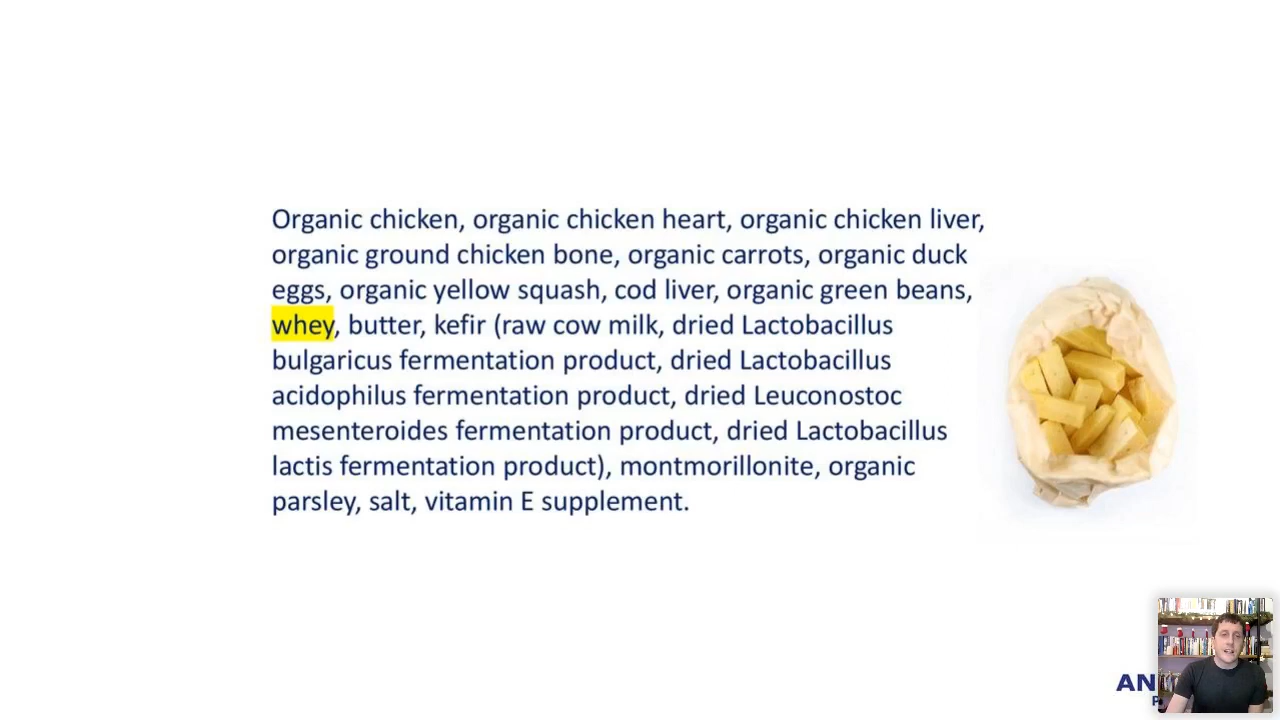 Organic chicken, organic chicken heart, organic chicken liver,
organic ground chicken bone, organic carrots, organic duck
eggs, organic yellow squash, cod liver, organic green beans,
whey, butter, kefir (raw cow milk, dried Lactobacillus
bulgaricus fermentation product, dried Lactobacillus
acidophilus fermentation product, dried Leuconostoc
mesenteroides fermentation product, dried Lactobacillus
lactis fermentation product), montmorillonite, organic
parsley, salt, vitamin E supplement.
AN